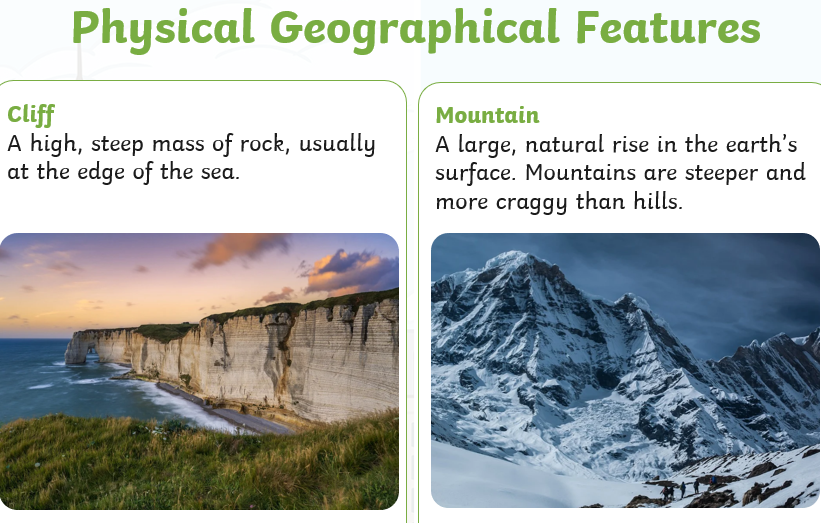 Physical Geographical Features
Cliff
A high, steep mass of rock, usually
at the edge of the sea.
Mountain
A large, natural rise in the earth's
surface. Mountains are steeper and
more craggy than hills.